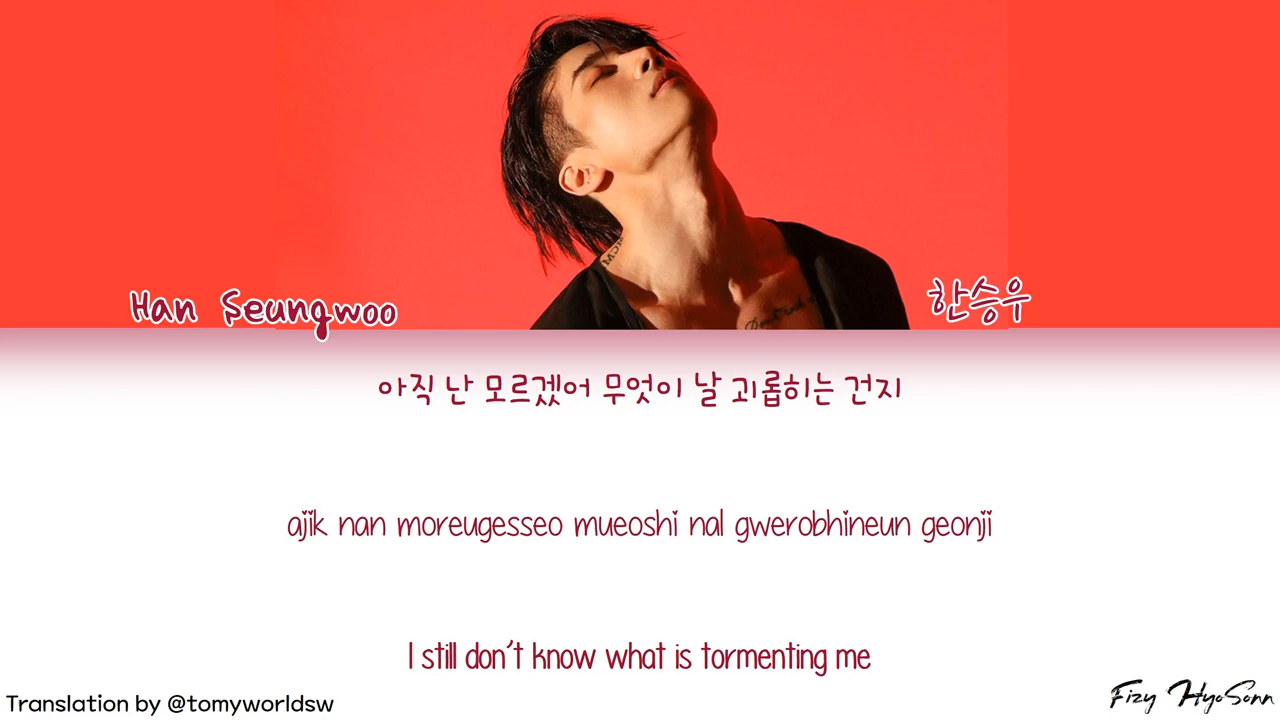 Han Seungwoo
한승우
아직 난 모르겠어 무엇이 날 괴롭히는 건지
ajik nan moreugesseo mueoshi nal gwerobhineun geonji
I still don't know what is tormenting me
Translation by @tomyworldsw
Fizy HyoSonn